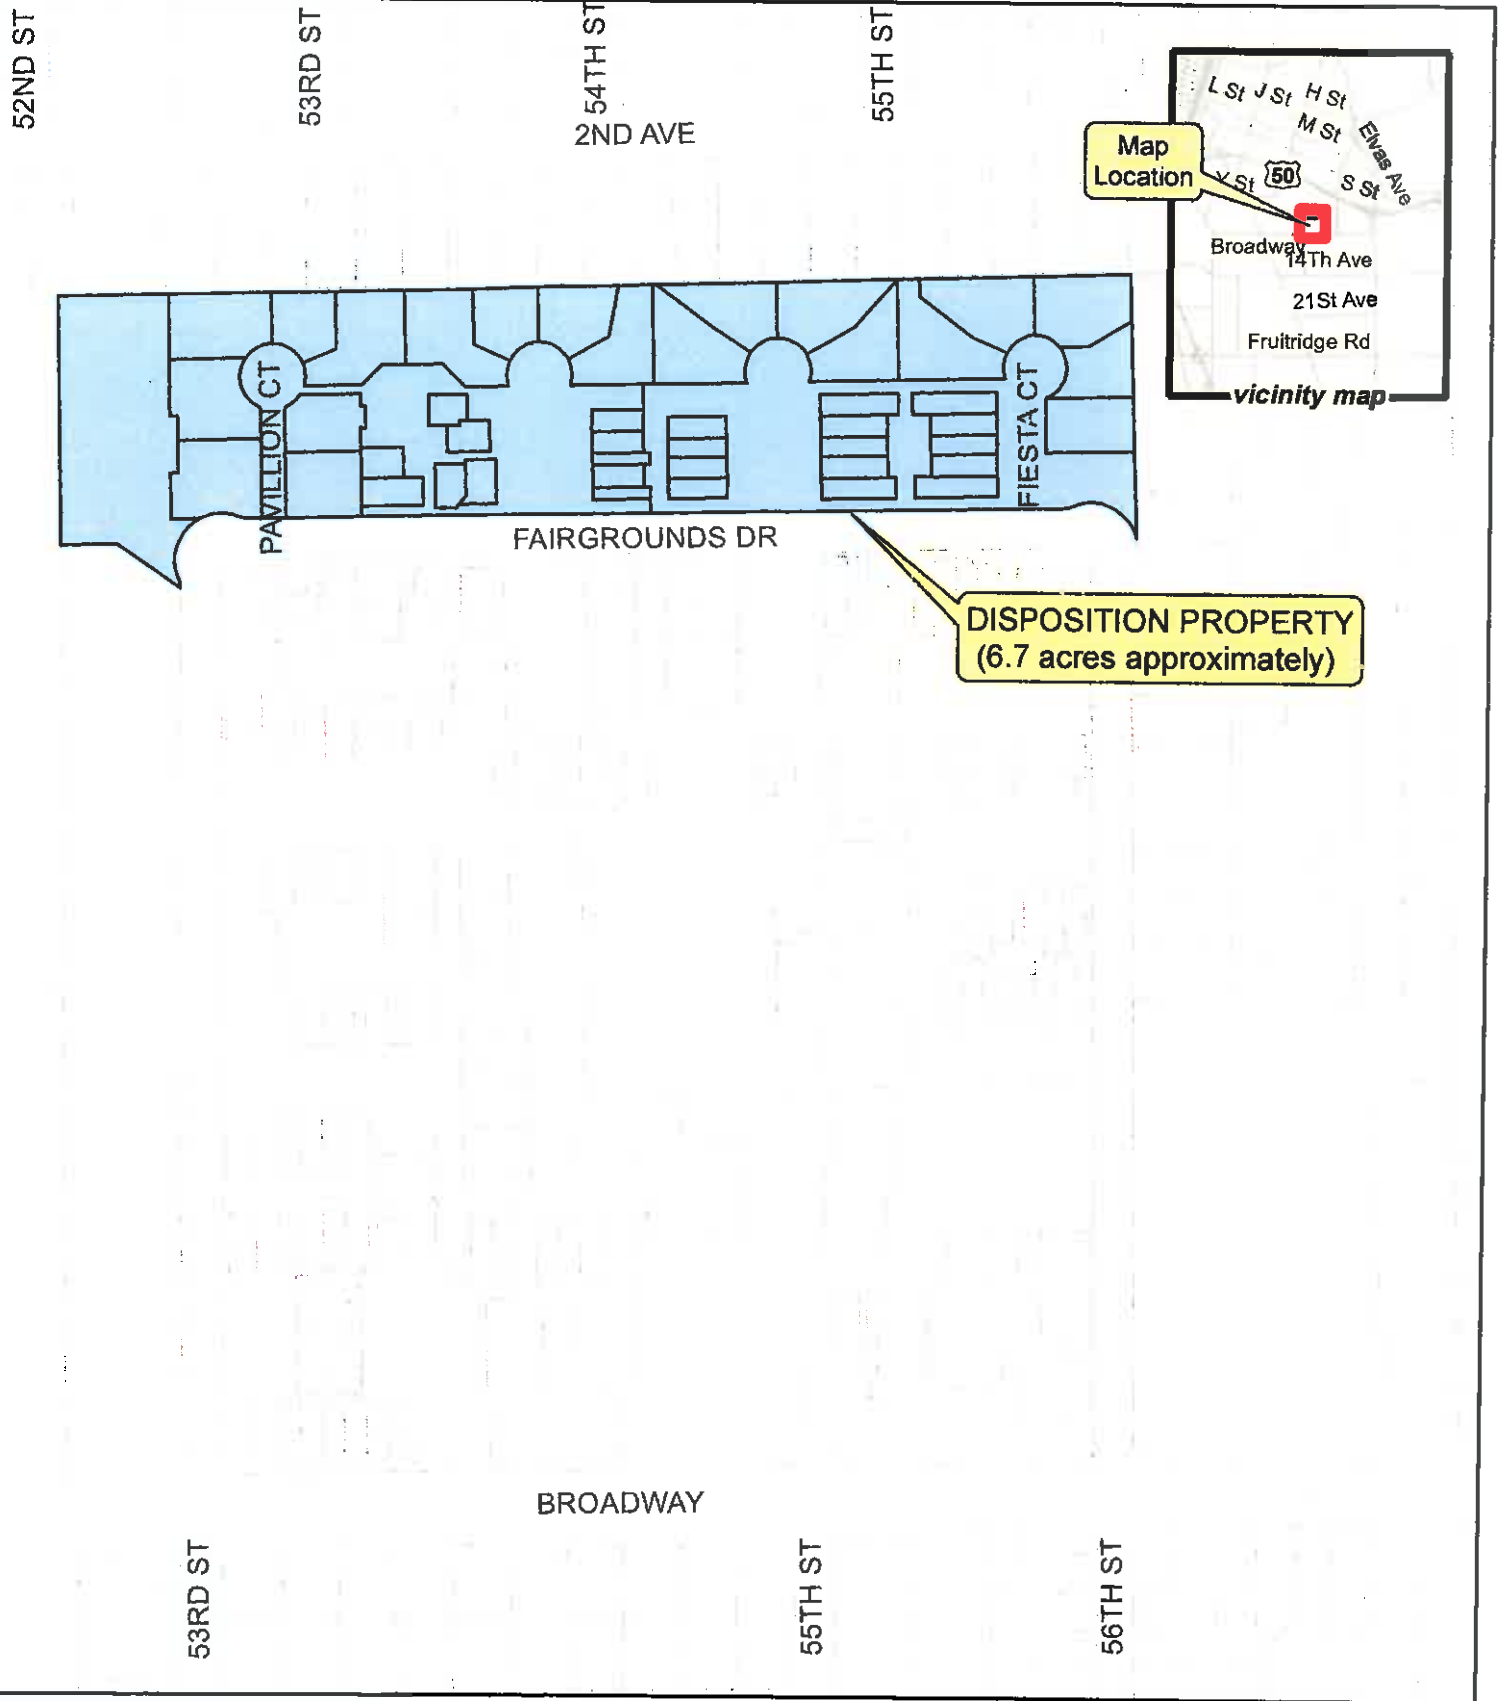 52ND ST
53RD ST
54TH ST
55TH ST
2ND AVE
L St
J St
H St
M St
Elvas Ave
Map
Location
Y St
50
S St
Broadway
14Th Ave
21St Ave
Fruitridge Rd
vicinity map
PAVILLION CT
FIESTA CT
FAIRGROUNDS DR
DISPOSITION PROPERTY
(6.7 acres approximately)
BROADWAY
53RD ST
55TH ST
56TH ST